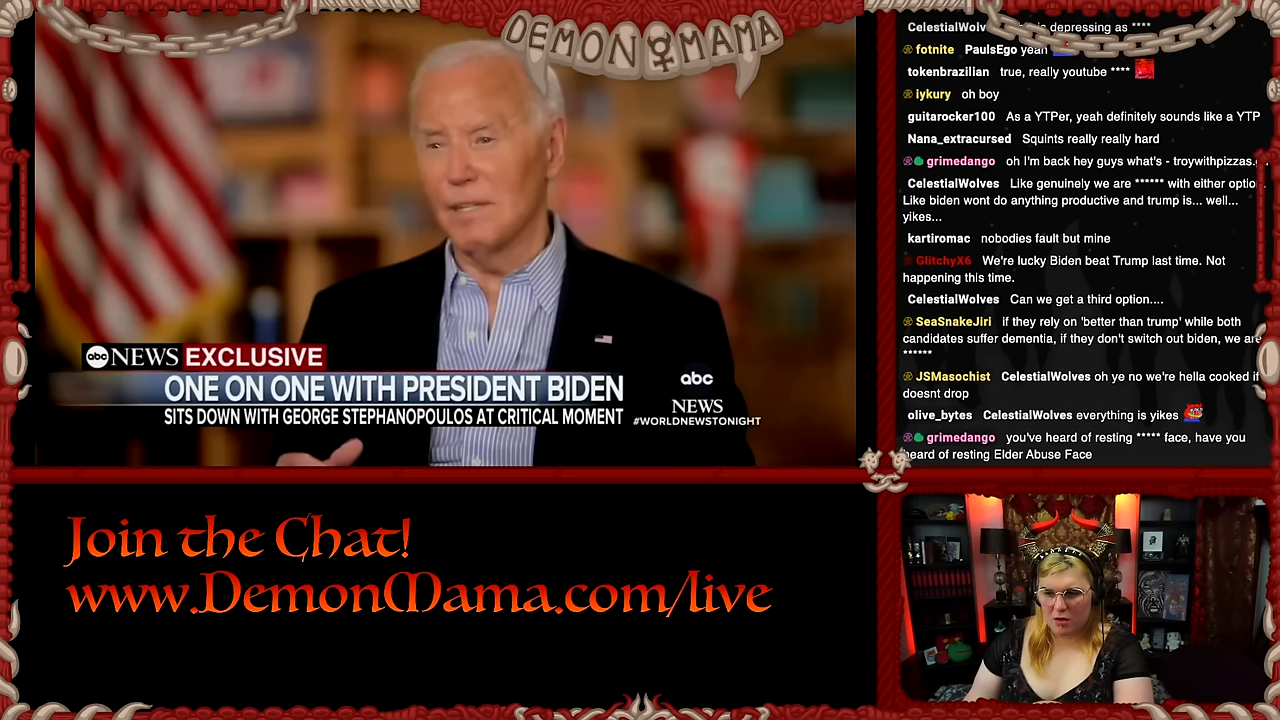 DEMON MAMA
abc NEWS EXCLUSIVE
ONE ON ONE WITH PRESIDENT BIDEN
SITS DOWN WITH GEORGE STEPHANOPOULOS AT CRITICAL MOMENT
abc
NEWS
#WORLDNEWSTONIGHT
is depressing as ****
fotnite PaulsEgo yeah
tokenbrazilian true, really youtube ****
iykury oh boy
guitarocker100 As a YTPer, yeah definitely sounds like a YTP
Nana_extracursed Squints really really hard
grimedango oh I'm back hey guys what's - troywithpizzas.
CelestialWolves Like genuinely we are ****** with either optio
Like biden wont do anything productive and trump is... well...
yikes...
kartiromac nobodies fault but mine
GlitchyX6 We're lucky Biden beat Trump last time. Not
happening this time.
CelestialWolves Can we get a third option....
SeaSnakeJiri if they rely on 'better than trump' while both
candidates suffer dementia, if they don't switch out biden, we are
******
JSMasochist CelestialWolves oh ye no we're hella cooked if
doesnt drop
olive_bytes CelestialWolves everything is yikes
grimedango you've heard of resting ***** face, have you
heard of resting Elder Abuse Face
Join the Chat!
www.DemonMama.com/live